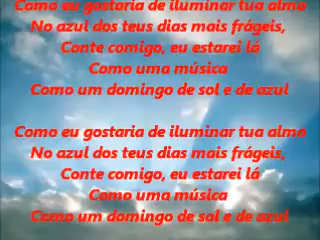 Como eu gostaria de iluminar tua alma
No azul dos teus dias mais frágeis,
Conte comigo, eu estarei lá
Como uma música
Como um domingo de sol e de azul
Como eu gostaria de iluminar tua alma
No azul dos teus dias mais frágeis,
Conte comigo, eu estarei lá
Como uma música
Como um domingo de sol e de azul